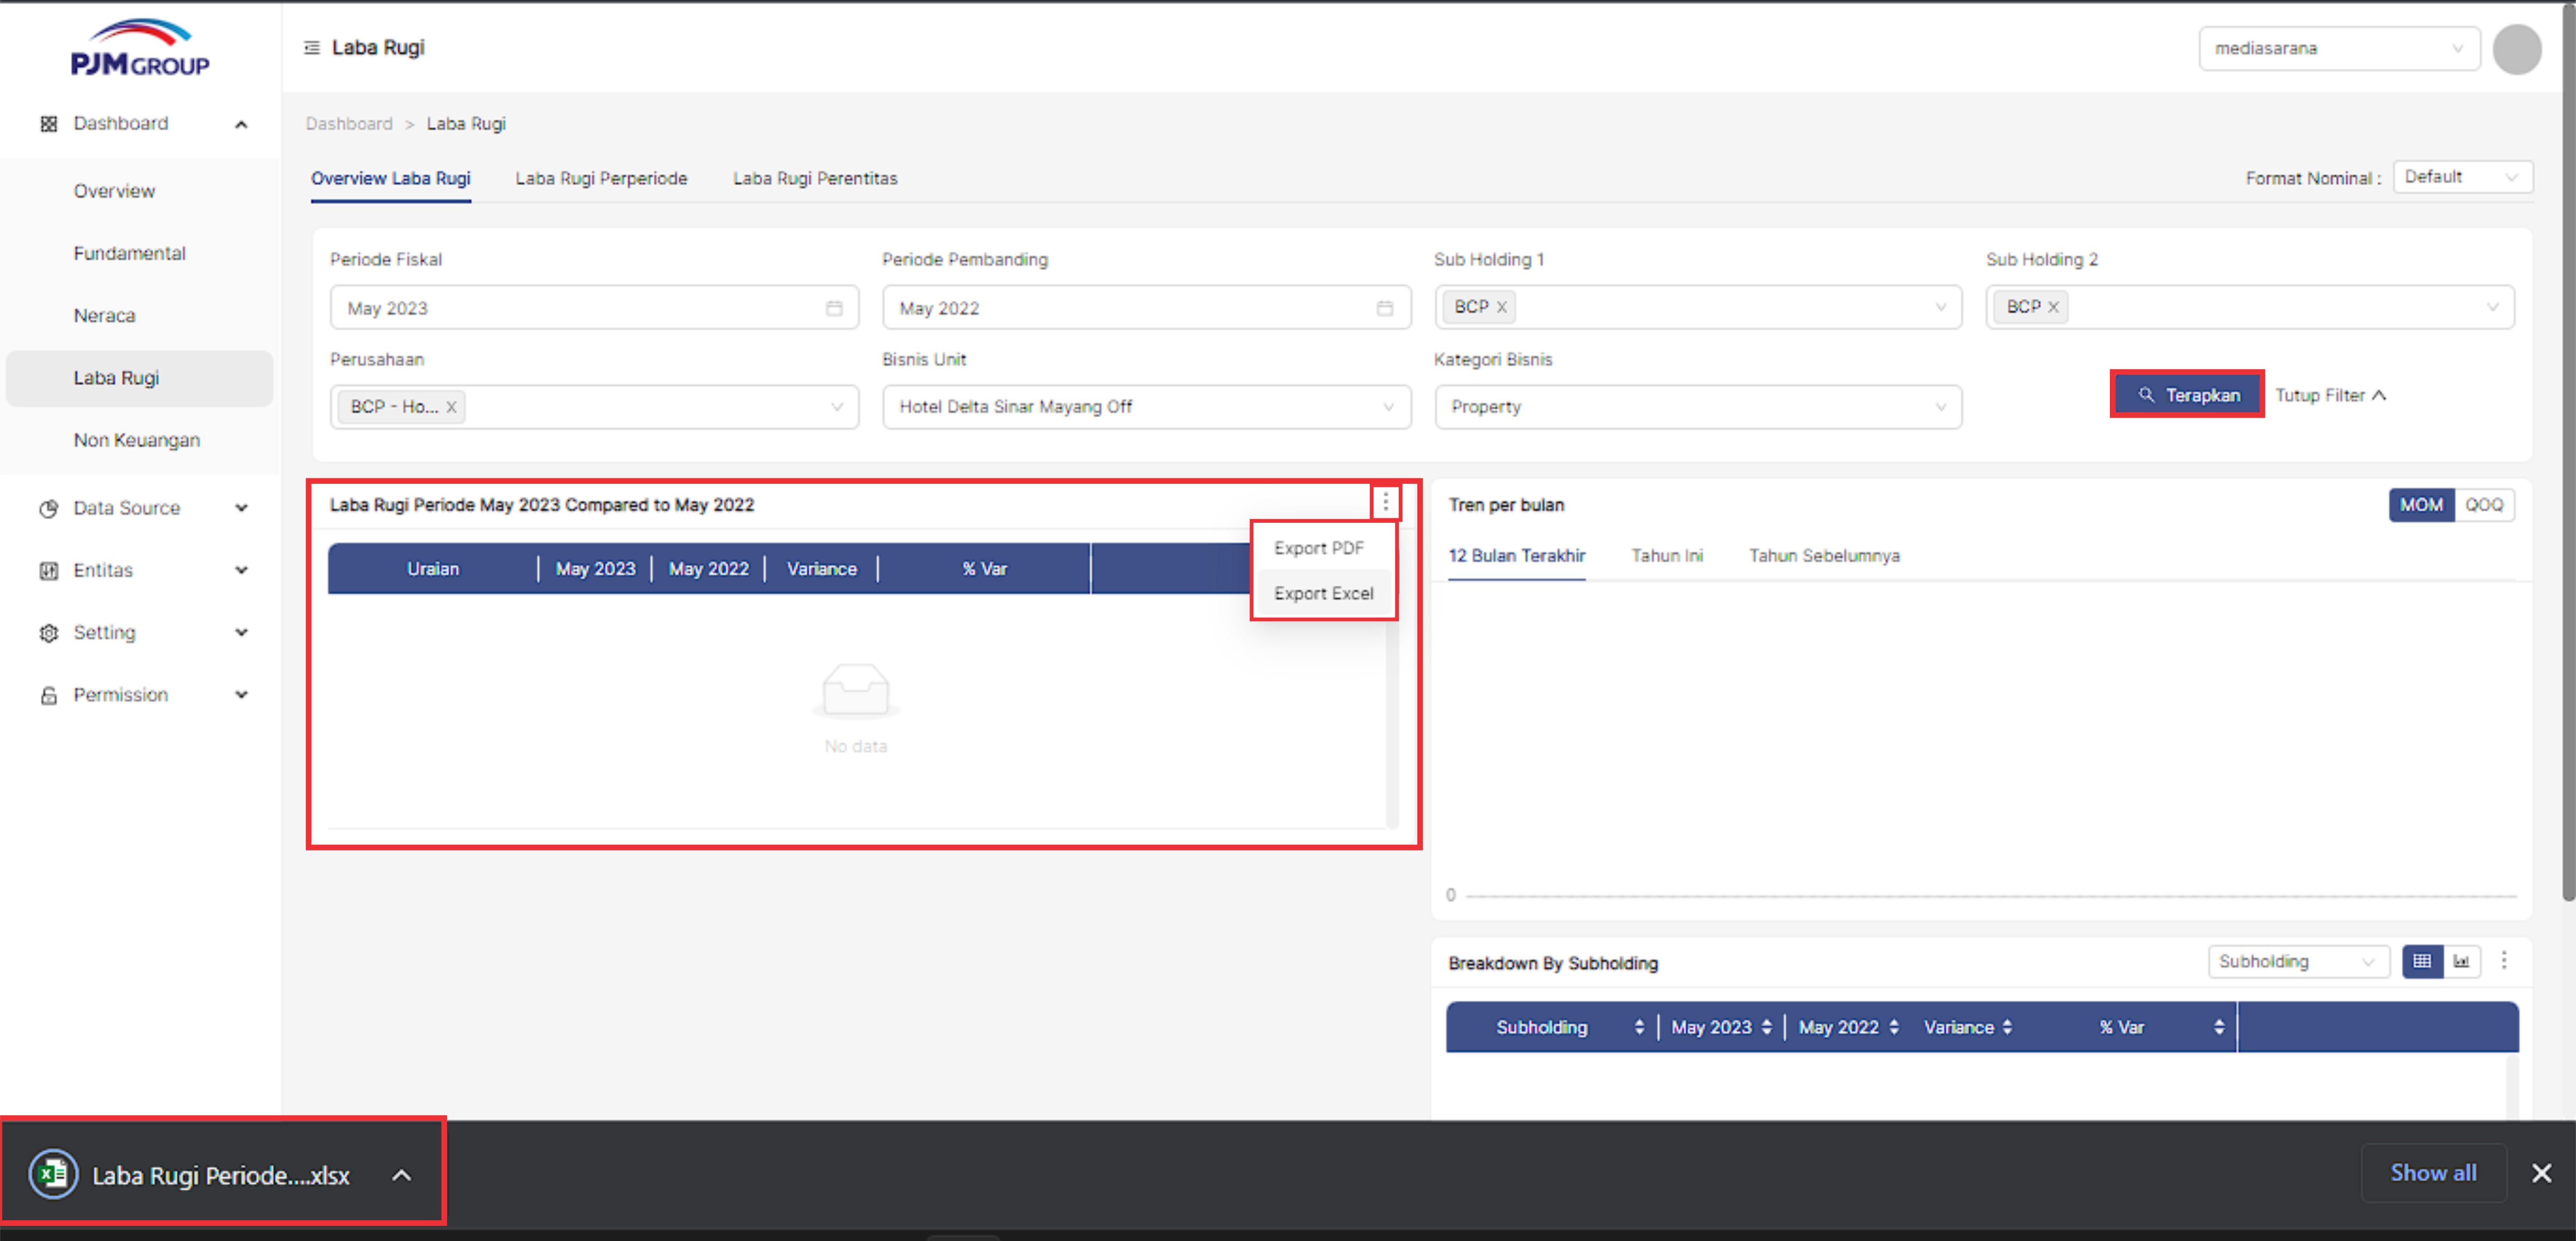 PJM GROUP
Laba Rugi
mediasarana
Dashboard
Overview
Fundamental
Neraca
Laba Rugi
Non Keuangan
Data Source
Entitas
Setting
Permission
Dashboard > Laba Rugi
Overview Laba Rugi Laba Rugi Perperiode Laba Rugi Perentitas
Format Nominal : Default
Periode Fiskal Periode Pembanding Sub Holding 1 Sub Holding 2
May 2023 May 2022 BCP X BCP X
Perusahaan Bisnis Unit Kategori Bisnis
BCP - Ho... X Hotel Delta Sinar Mayang Off Property
Terapkan Tutup Filter
Laba Rugi Periode May 2023 Compared to May 2022
Export PDF
Export Excel
Uraian May 2023 May 2022 Variance % Var
No data
Tren per bulan
MOM QOQ
12 Bulan Terakhir Tahun Ini Tahun Sebelumnya
0
Breakdown By Subholding
Subholding
Subholding May 2023 May 2022 Variance % Var
Laba Rugi Periode....xlsx
Show all